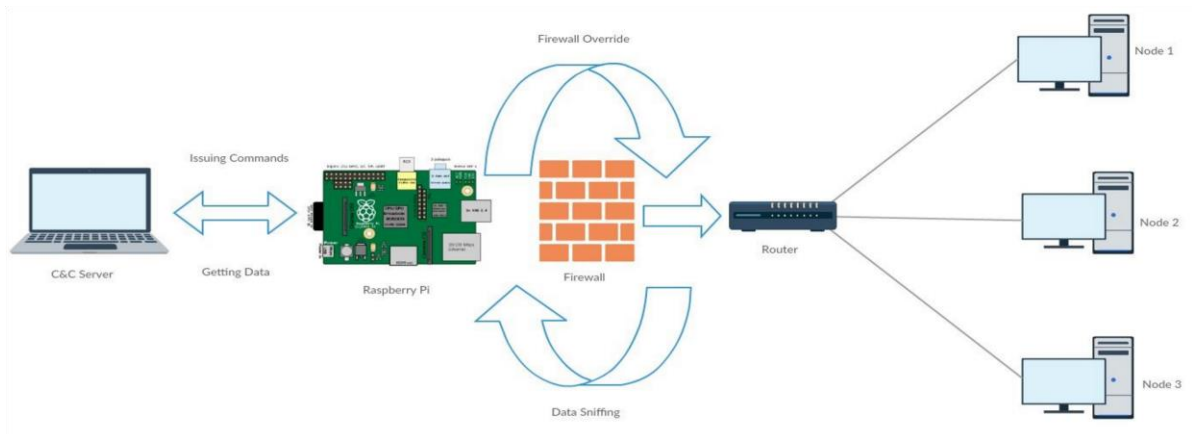 Firewall Override
Node 1
Issuing Commands
Node 2
Router
C&C Server
Getting Data
Firewall
Raspberry Pi
Node 3
Data Sniffing